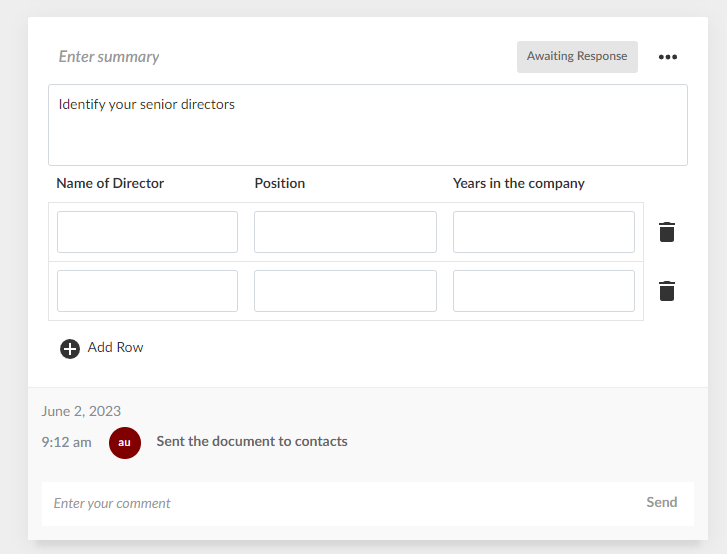 Enter summary
Awaiting Response
Identify your senior directors
Name of Director Position Years in the company
Add Row
June 2, 2023
9:12 am au Sent the document to contacts
Enter your comment Send